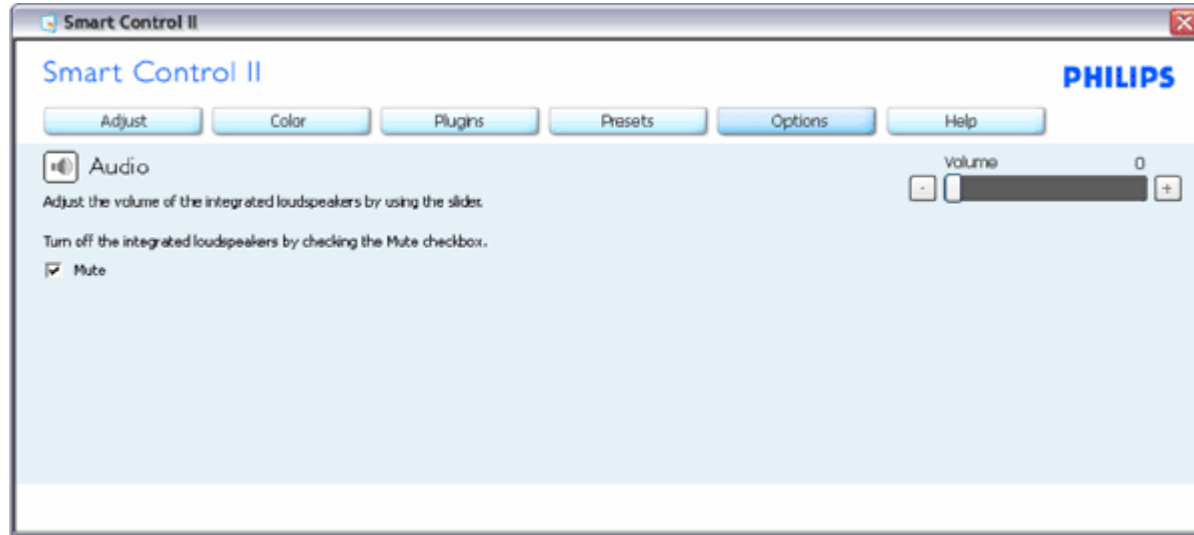 Smart Control II
Smart Control II
PHILIPS
Adjust Color Plugins Presets Options Help
Audio
Volume 0
- +
Adjust the volume of the integrated loudspeakers by using the slider.
Turn off the integrated loudspeakers by checking the Mute checkbox.
Mute